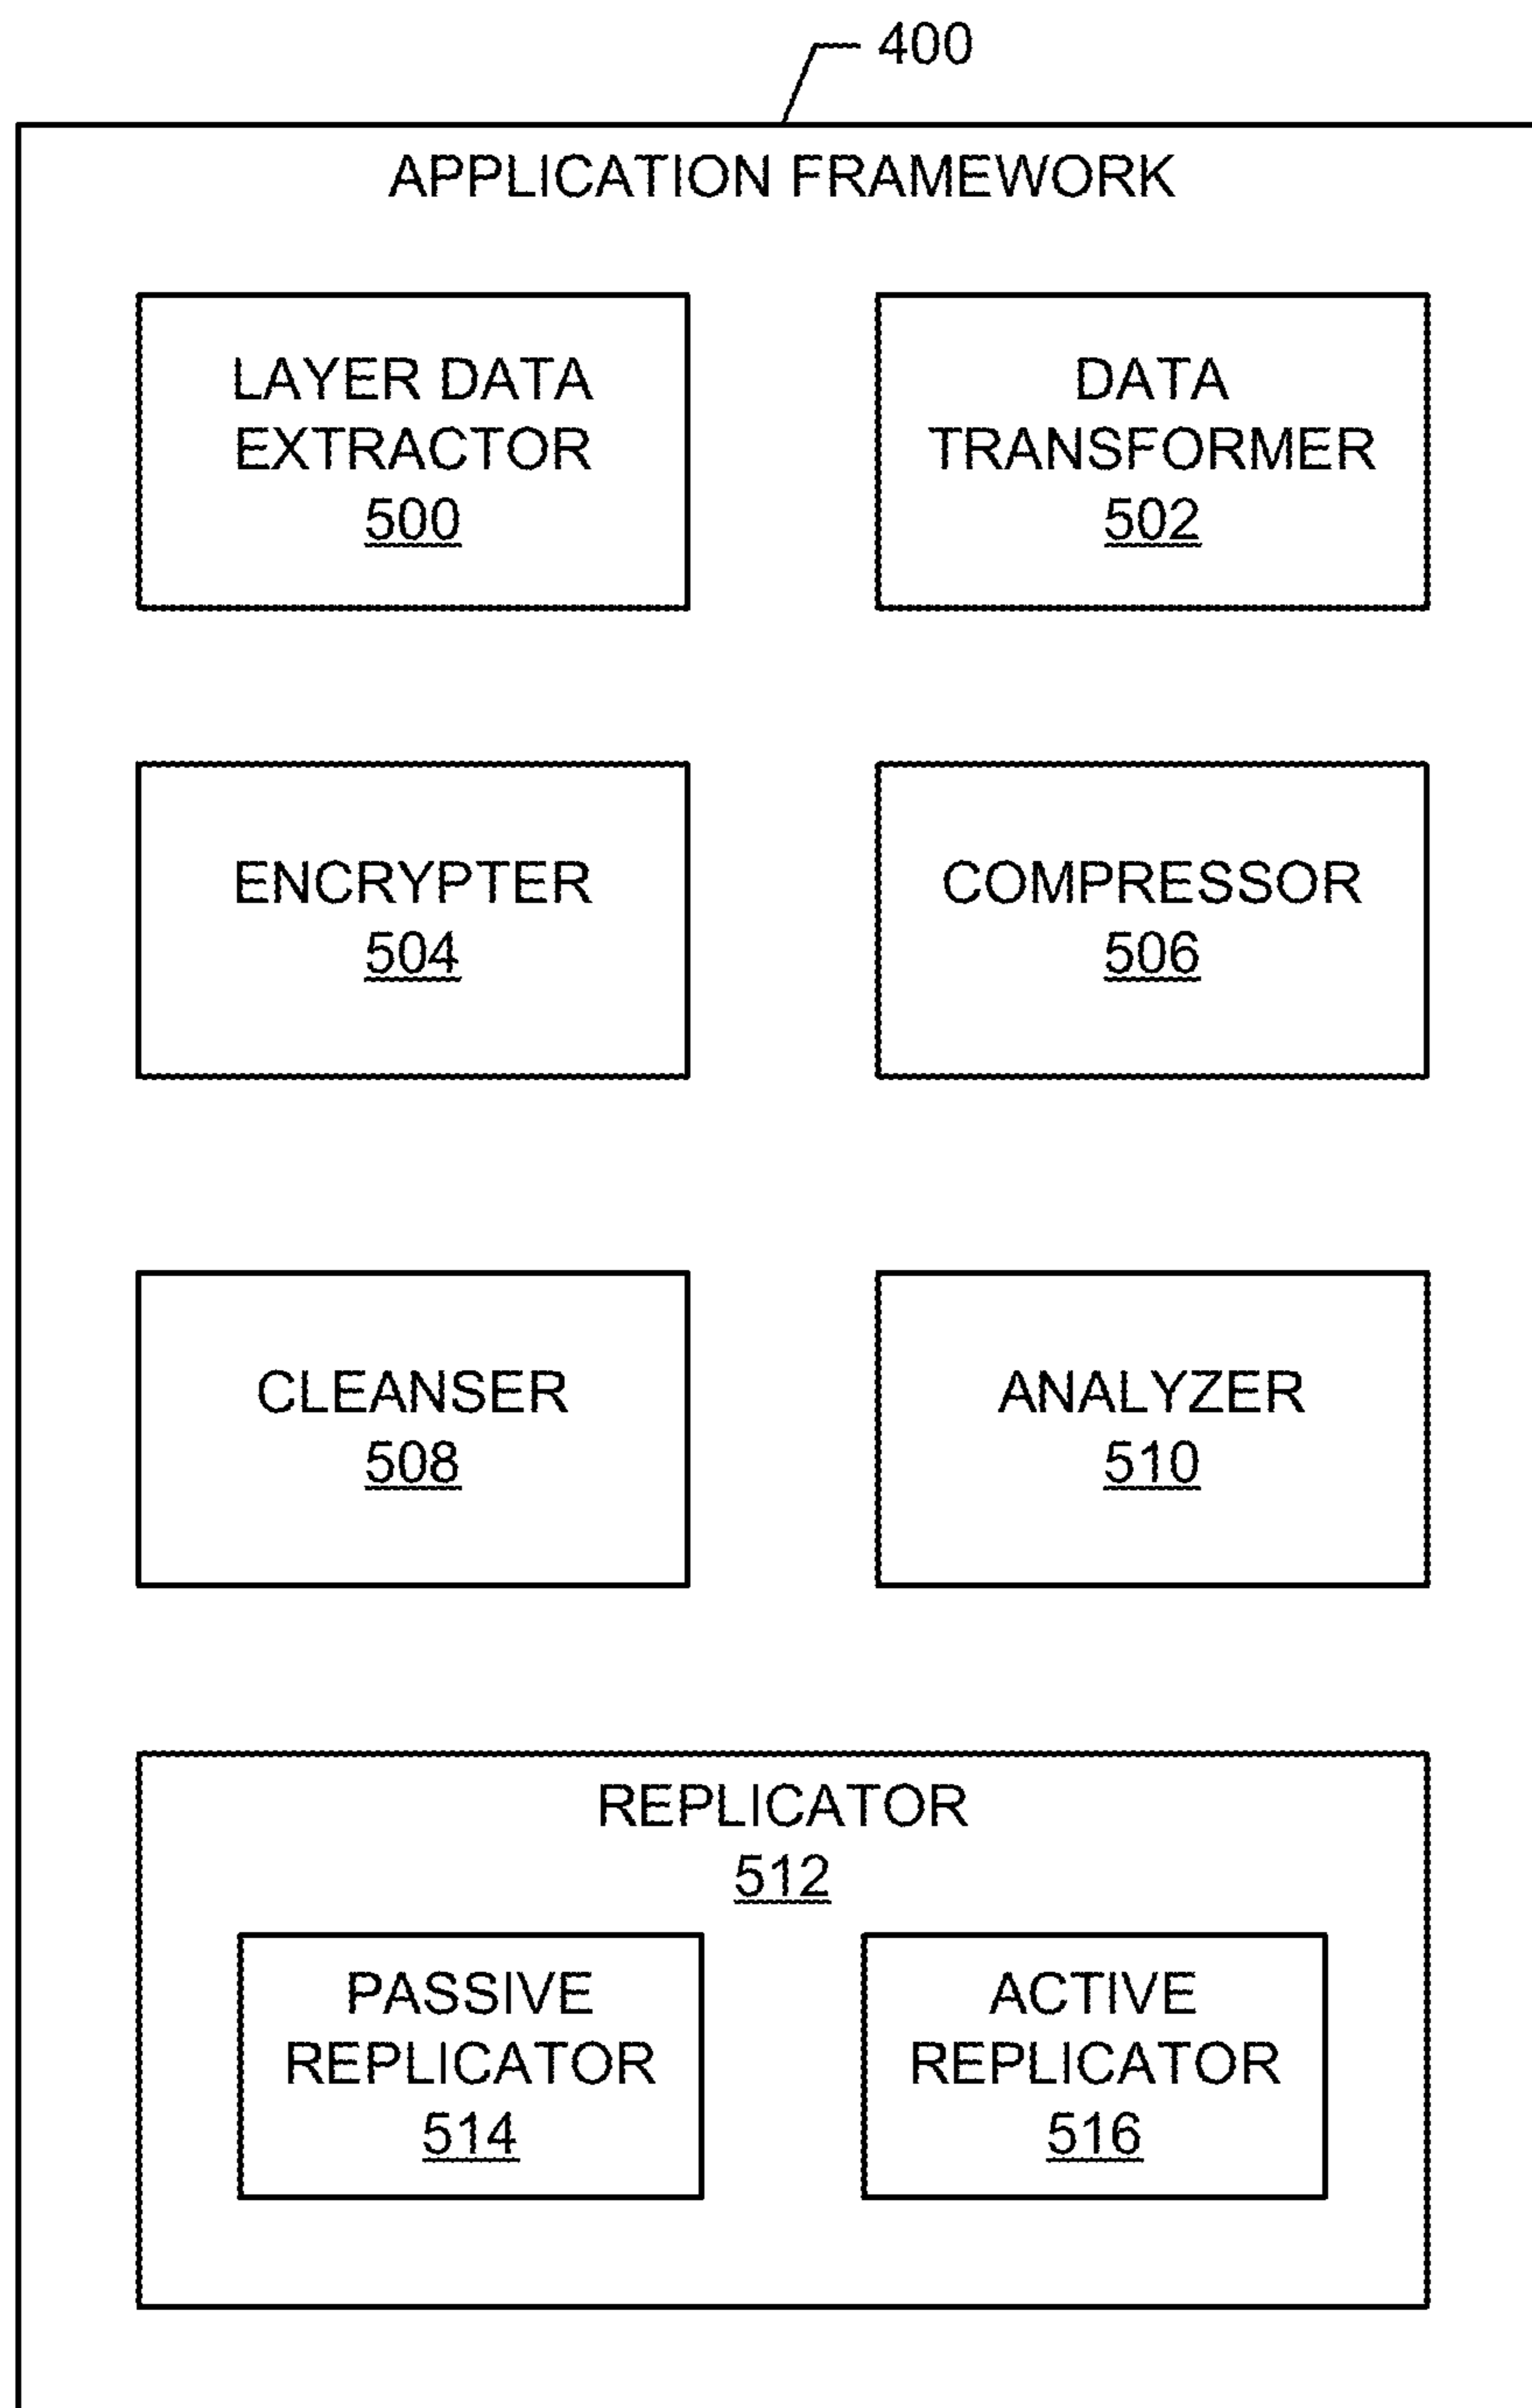 400
APPLICATION FRAMEWORK
LAYER DATA
EXTRACTOR
500
DATA
TRANSFORMER
502
ENCRYPTER
504
COMPRESSOR
506
CLEANSER
508
ANALYZER
510
REPLICATOR
512
PASSIVE
REPLICATOR
514
ACTIVE
REPLICATOR
516